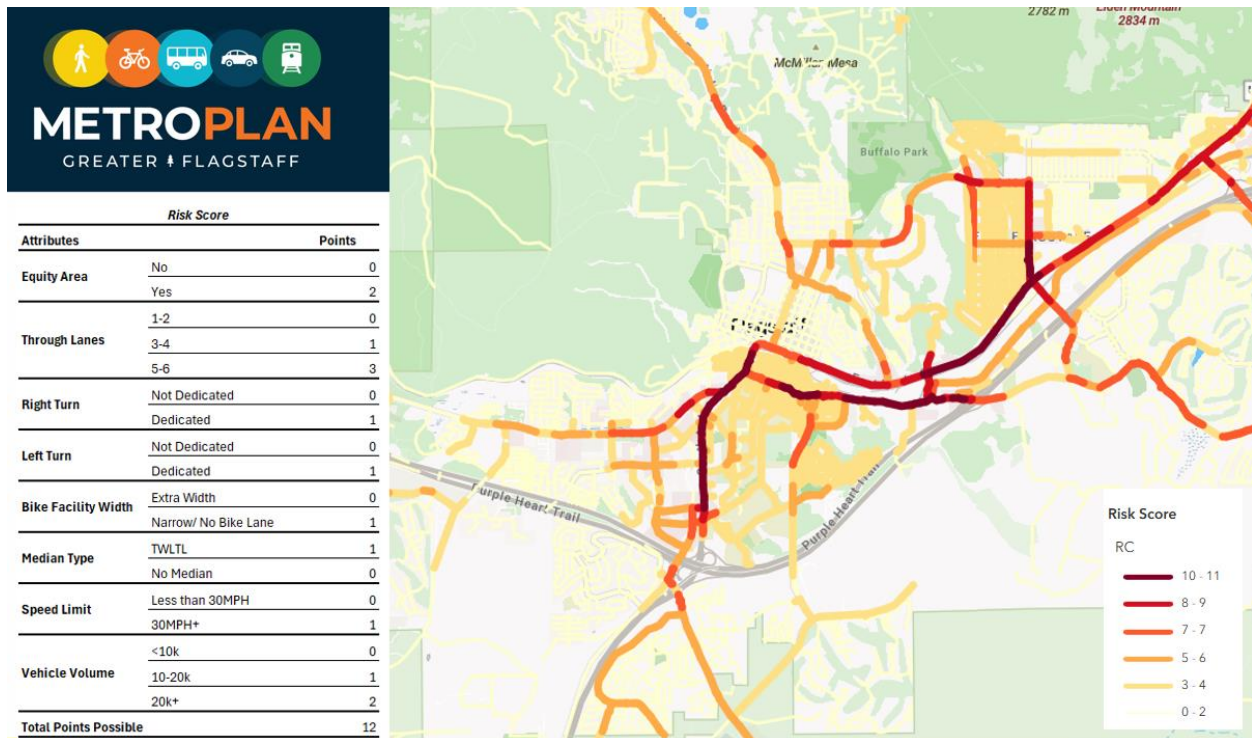 METROPLAN
GREATER FLAGSTAFF
Risk Score
Attributes Points
Equity Area
No 0
Yes 2
Through Lanes
1-2 0
3-4 1
5-6 3
Right Turn
Not Dedicated 0
Dedicated 1
Left Turn
Not Dedicated 0
Dedicated 1
Bike Facility Width
Extra Width 0
Narrow/ No Bike Lane 1
Median Type
TWLTL 1
No Median 0
Speed Limit
Less than 30MPH 0
30MPH+ 1
Vehicle Volume
<10k 0
10-20k 1
20k+ 2
Total Points Possible 12
2782 m
Elden Mountain
2834 m
McMillan Mesa
Buffalo Park
Purple Heart Trail
Purple Heart Trail
Risk Score
RC
10 - 11
8 - 9
7 - 7
5 - 6
3 - 4
0 - 2